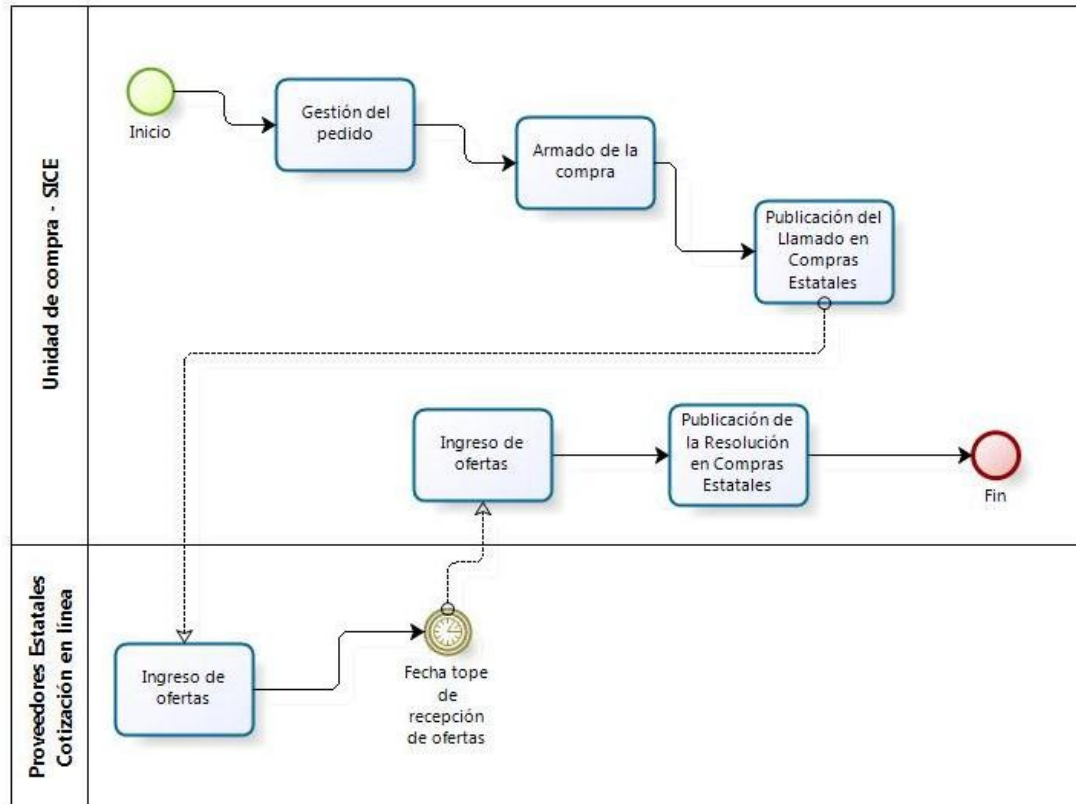 Unidad de compra - SICE
Inicio
Gestión del
pedido
Armado de la
compra
Publicación del
Llamado en
Compras
Estatales
Ingreso de
ofertas
Publicación de
la Resolución
en Compras
Estatales
Fin
Proveedores Estatales
Cotización en línea
Ingreso de
ofertas
Fecha tope
de
recepción
de ofertas